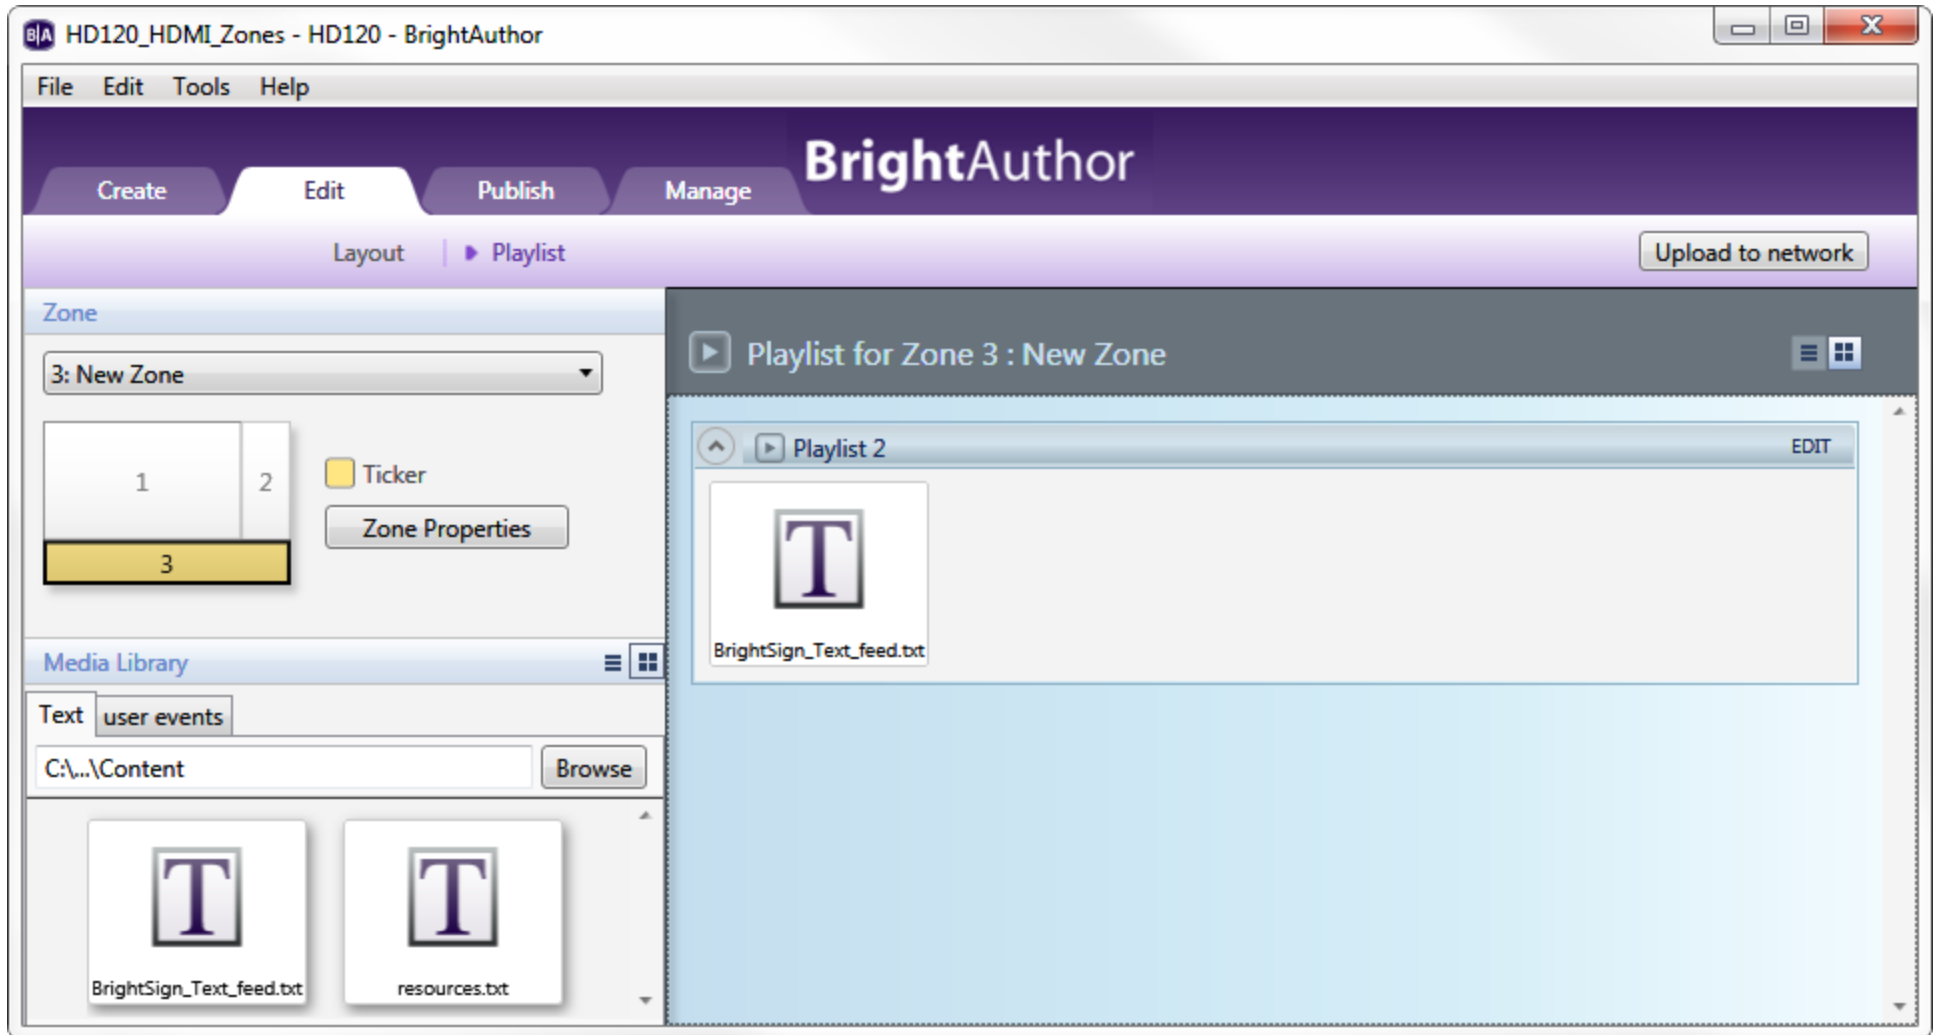 B|A HD120_HDMI_Zones - HD120 - BrightAuthor
File Edit Tools Help
BrightAuthor
Create Edit Publish Manage
Layout Playlist Upload to network
Zone
3: New Zone
1 2
3
Ticker
Zone Properties
Media Library
Text user events
C:\...\Content Browse
T T
BrightSign_Text_feed.txt resources.txt
Playlist for Zone 3 : New Zone
Playlist 2 EDIT
T
BrightSign_Text_feed.txt